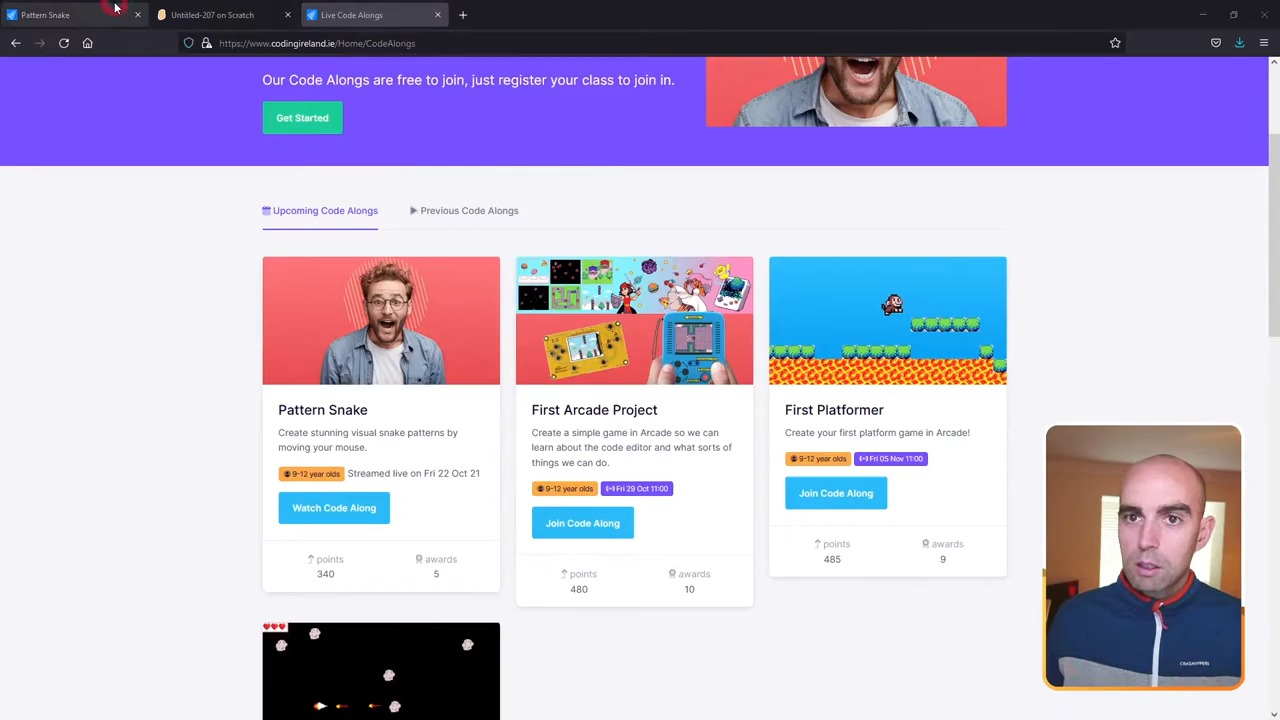 Pattern Snake
Untitled-207 on Scratch
Live Code Alongs
https://www.codingireland.ie/Home/CodeAlongs
Our Code Alongs are free to join, just register your class to join in.
Get Started
Upcoming Code Alongs
Previous Code Alongs
Pattern Snake
Create stunning visual snake patterns by
moving your mouse.
9-12 year olds Streamed live on Fri 22 Oct 21
Watch Code Along
points
340
awards
5
First Arcade Project
Create a simple game in Arcade so we can
learn about the code editor and what sorts of
things we can do.
9-12 year olds Fri 29 Oct 11:00
Join Code Along
points
480
awards
10
First Platformer
Create your first platform game in Arcade!
9-12 year olds Fri 05 Nov 11:00
Join Code Along
points
485
awards
9
CRAGHOPPERS